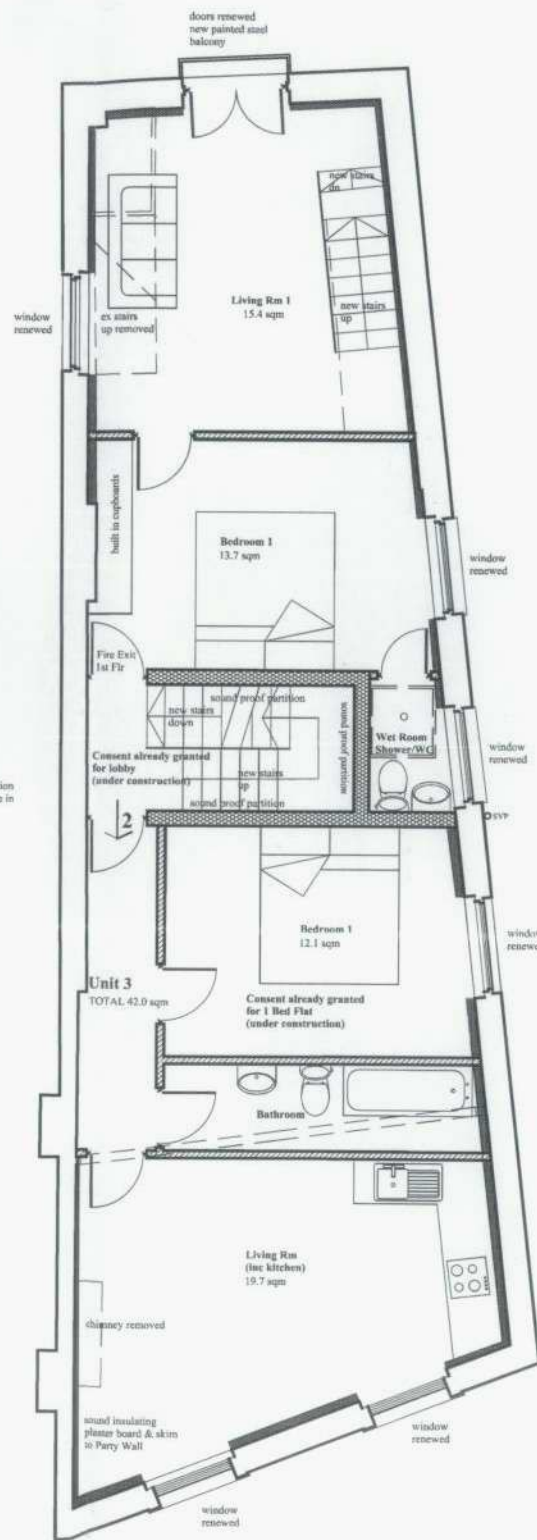 doors renewed
new painted steel
balcony
new stairs
dn
Living Rm 1
15.4 sqm
new stairs
up
window
renewed
ex stairs
up removed
built in cupboards
Bedroom 1
13.7 sqm
window
renewed
Fire Exit
1st Flr
sound proof partition
new stairs
down
sound proof partition
Wet Room
Shower/WC
window
renewed
Consent already granted
for lobby
(under construction)
new stairs
up
sound proof partition
SVP
2
Bedroom 1
12.1 sqm
window
renewed
Unit 3
TOTAL 42.0 sqm
Consent already granted
for 1 Bed Flat
(under construction)
Bathroom
Living Rm
(inc kitchen)
19.7 sqm
chimney removed
sound insulating
plaster board & skim
to Party Wall
window
renewed
window
renewed